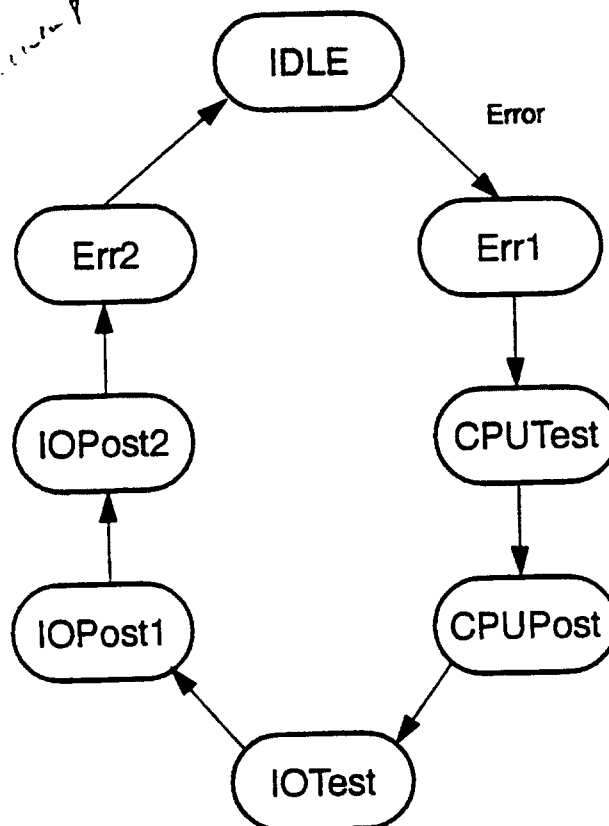 IDLE
Error
Err2
Err1
IOPost2
CPUTest
IOPost1
CPUPost
IOTest